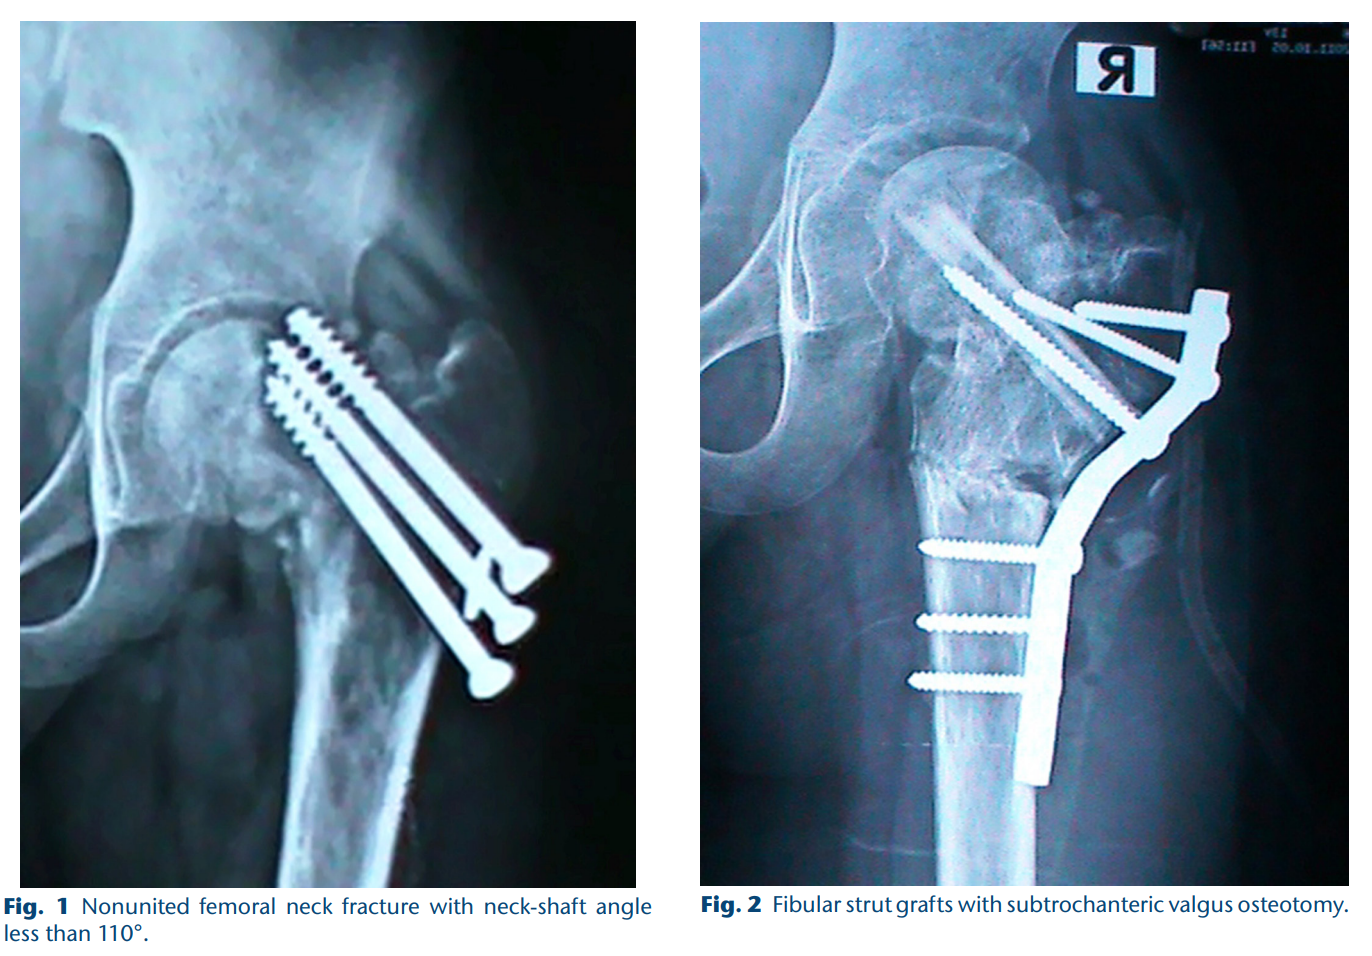 R
Fig. 1 Nonunited femoral neck fracture with neck-shaft angle
less than 110°.
Fig. 2 Fibular strut grafts with subtrochanteric valgus osteotomy.